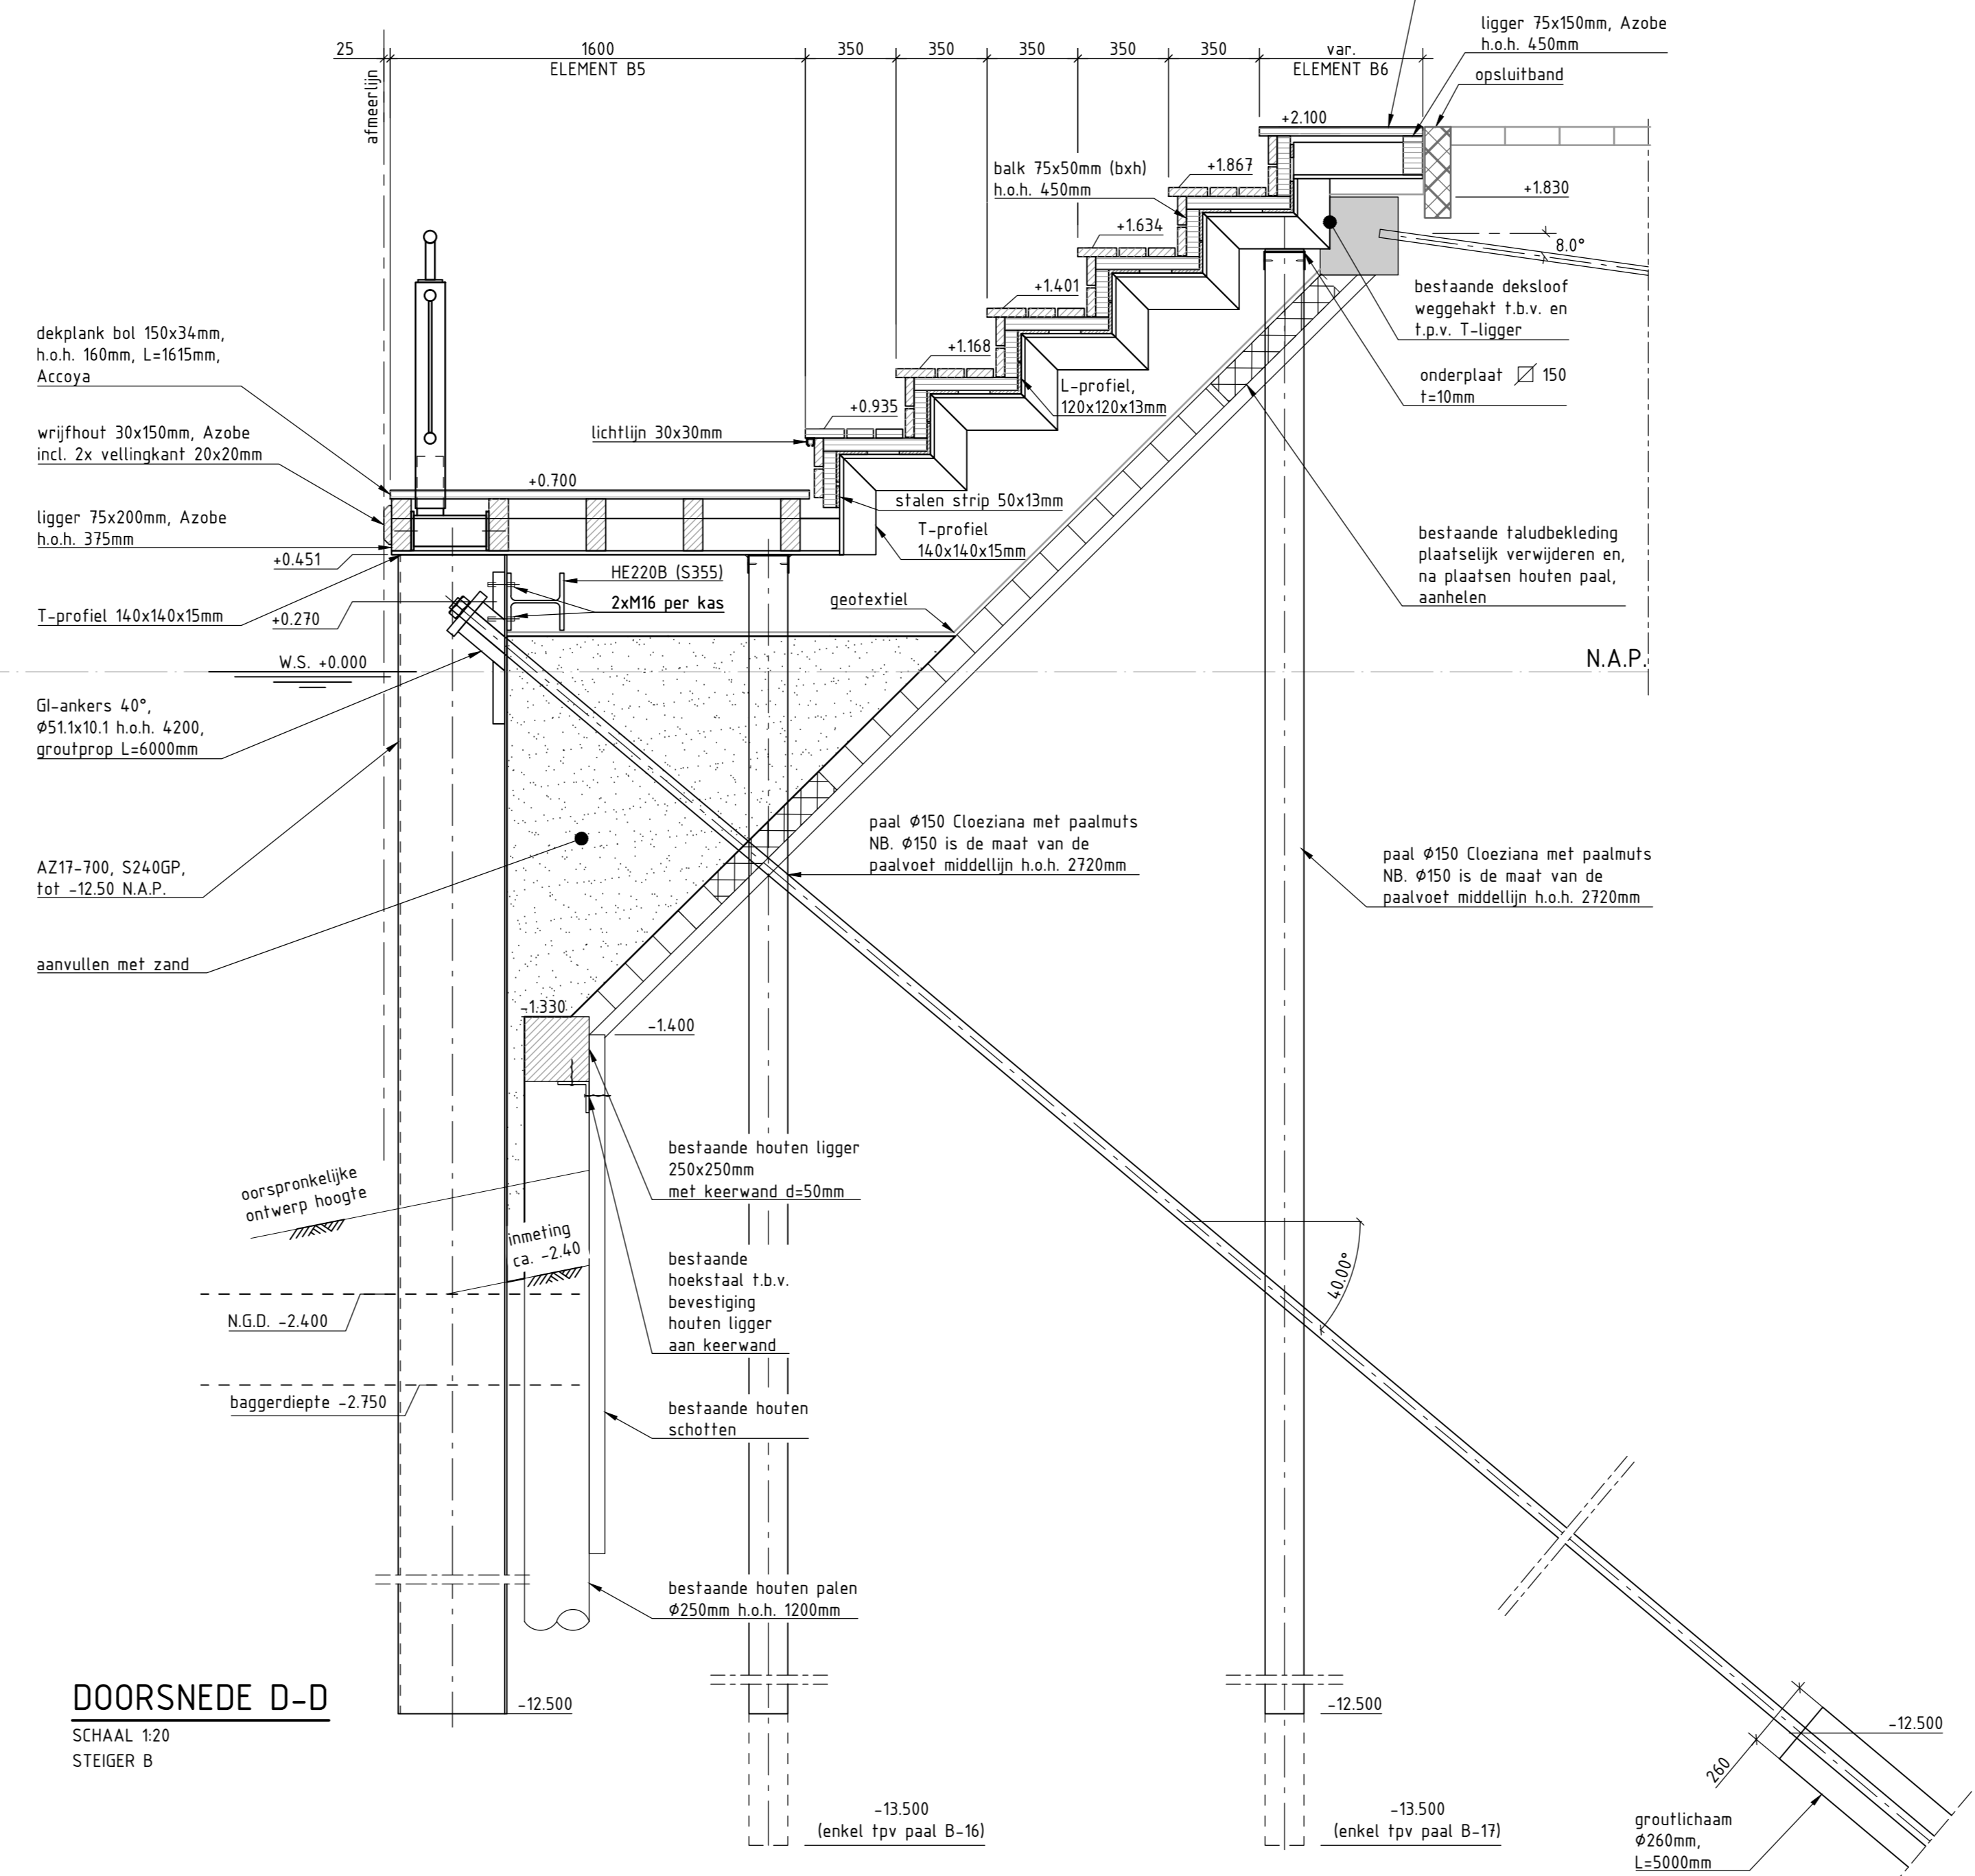 25
1600
350
350
350
350
350
var.
ELEMENT B5
ELEMENT B6
afmeerlijn
ligger 75x150mm, Azobe
h.o.h. 450mm
opsluitband
+2.100
balk 75x50mm (bxh)
h.o.h. 450mm
+1.867
+1.830
+1.634
8.0°
+1.401
bestaande deksloof
weggehakt t.b.v. en
t.p.v. T-ligger
dekplank bol 150x34mm,
h.o.h. 160mm, L=1615mm,
Accoya
+1.168
onderplaat 150
t=10mm
L-profiel,
120x120x13mm
+0.935
lichtlijn 30x30mm
wrijfhout 30x150mm, Azobe
incl. 2x vellingkant 20x20mm
+0.700
stalen strip 50x13mm
ligger 75x200mm, Azobe
h.o.h. 375mm
T-profiel
140x140x15mm
bestaande taludbekleding
plaatselijk verwijderen en,
na plaatsen houten paal,
aanhelen
+0.451
HE220B (S355)
2xM16 per kas
geotextiel
T-profiel 140x140x15mm
+0.270
W.S. +0.000
N.A.P.
GI-ankers 40°,
Φ51.1x10.1 h.o.h. 4200,
groutprop L=6000mm
paal Φ150 Cloeziana met paalmuts
NB. Φ150 is de maat van de
paalvoet middellijn h.o.h. 2720mm
paal Φ150 Cloeziana met paalmuts
NB. Φ150 is de maat van de
paalvoet middellijn h.o.h. 2720mm
AZ17-700, S240GP,
tot -12.50 N.A.P.
aanvullen met zand
-1.330
-1.400
bestaande houten ligger
250x250mm
met keerwand d=50mm
oorspronkelijke
ontwerp hoogte
inmeting
ca. -2.40
bestaande
hoekstaal t.b.v.
bevestiging
houten ligger
aan keerwand
40.00°
N.G.D. -2.400
baggerdiepte -2.750
bestaande houten
schotten
bestaande houten palen
Φ250mm h.o.h. 1200mm
DOORSNEDE D-D
SCHAAL 1:20
STEIGER B
-12.500
-12.500
-12.500
260
-13.500
(enkel tpv paal B-16)
-13.500
(enkel tpv paal B-17)
groutlichaam
Φ260mm,
L=5000mm